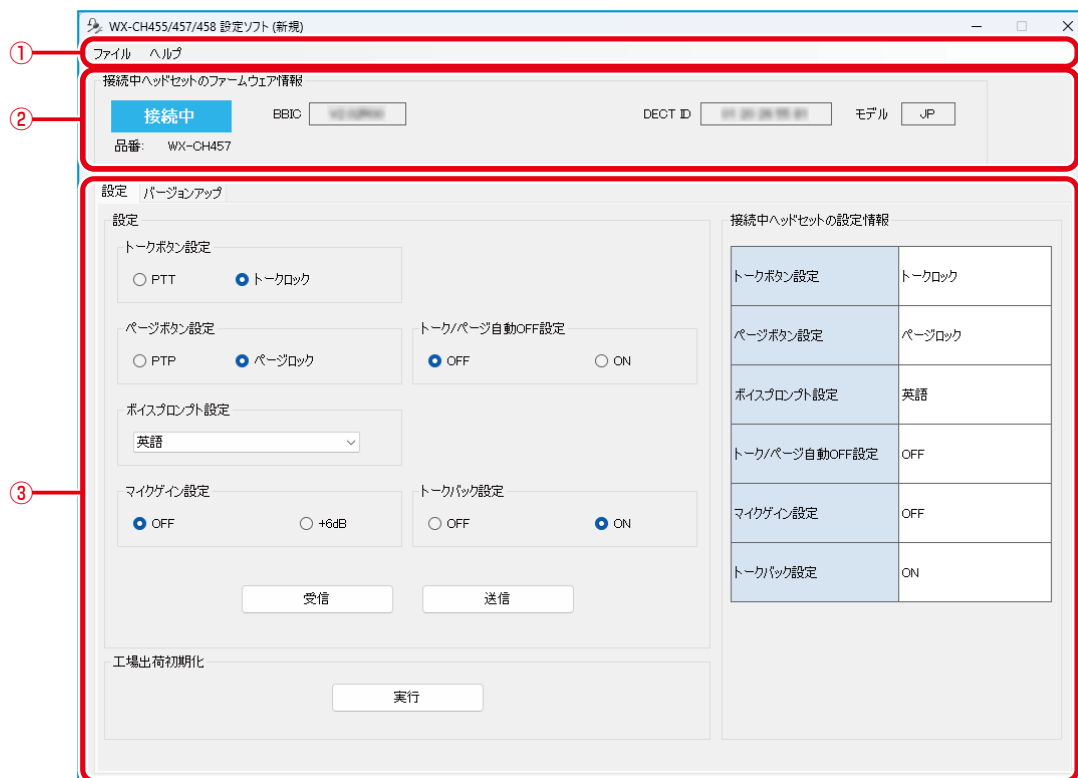 WX-CH455/457/458 設定ソフト (新規)
① ファイル ヘルプ
接続中ヘッドセットのファームウェア情報
② 接続中 BBIC DECT ID モデル JP
品番: WX-CH457
設定 バージョンアップ
設定
トークボタン設定
PTT トークロック
ページボタン設定 トーク/ページ自動OFF設定
PTP ページロック OFF ON
ボイスプロンプト設定
英語
③
マイクゲイン設定 トークバック設定
OFF +6dB OFF ON
受信 送信
工場出荷初期化
実行
接続中ヘッドセットの設定情報
トークボタン設定 トークロック
ページボタン設定 ページロック
ボイスプロンプト設定 英語
トーク/ページ自動OFF設定 OFF
マイクゲイン設定 OFF
トークバック設定 ON